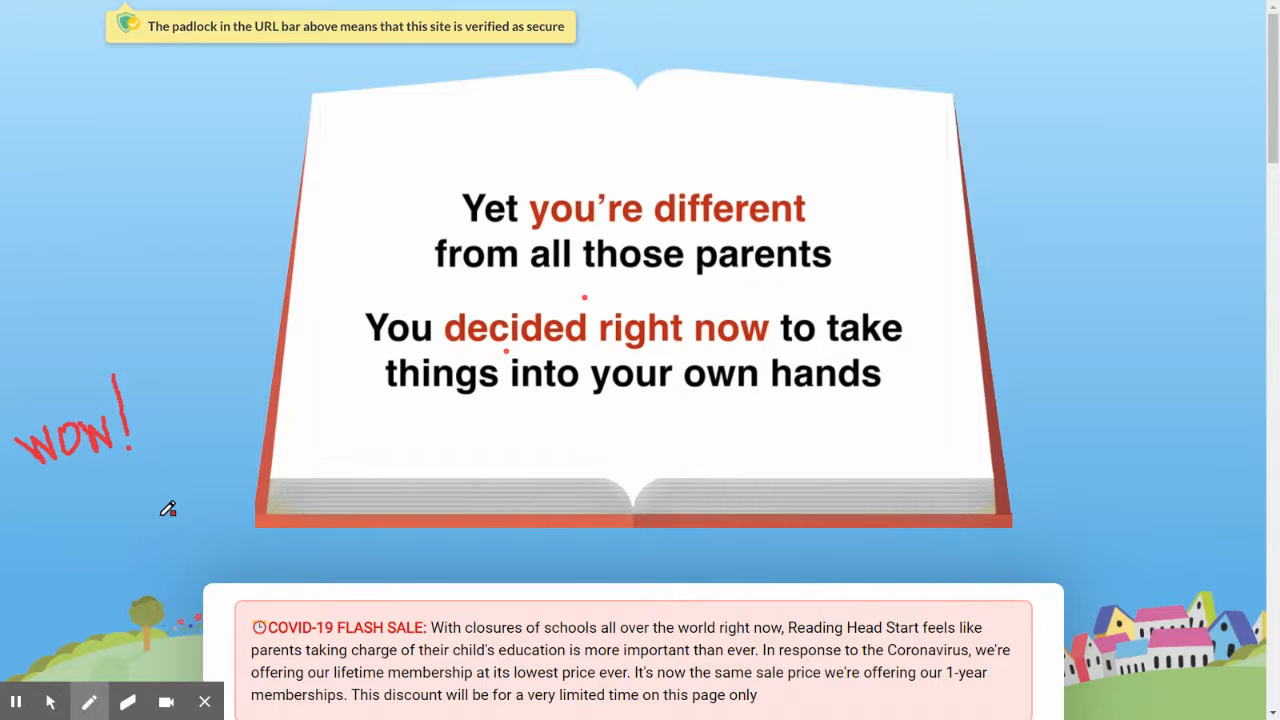 The padlock in the URL bar above means that this site is verified as secure
Yet you're different
from all those parents
You decided right now to take
things into your own hands
WOW!
COVID-19 FLASH SALE: With closures of schools all over the world right now, Reading Head Start feels like
parents taking charge of their child's education is more important than ever. In response to the Coronavirus, we're
offering our lifetime membership at its lowest price ever. It's now the same sale price we're offering our 1-year
memberships. This discount will be for a very limited time on this page only